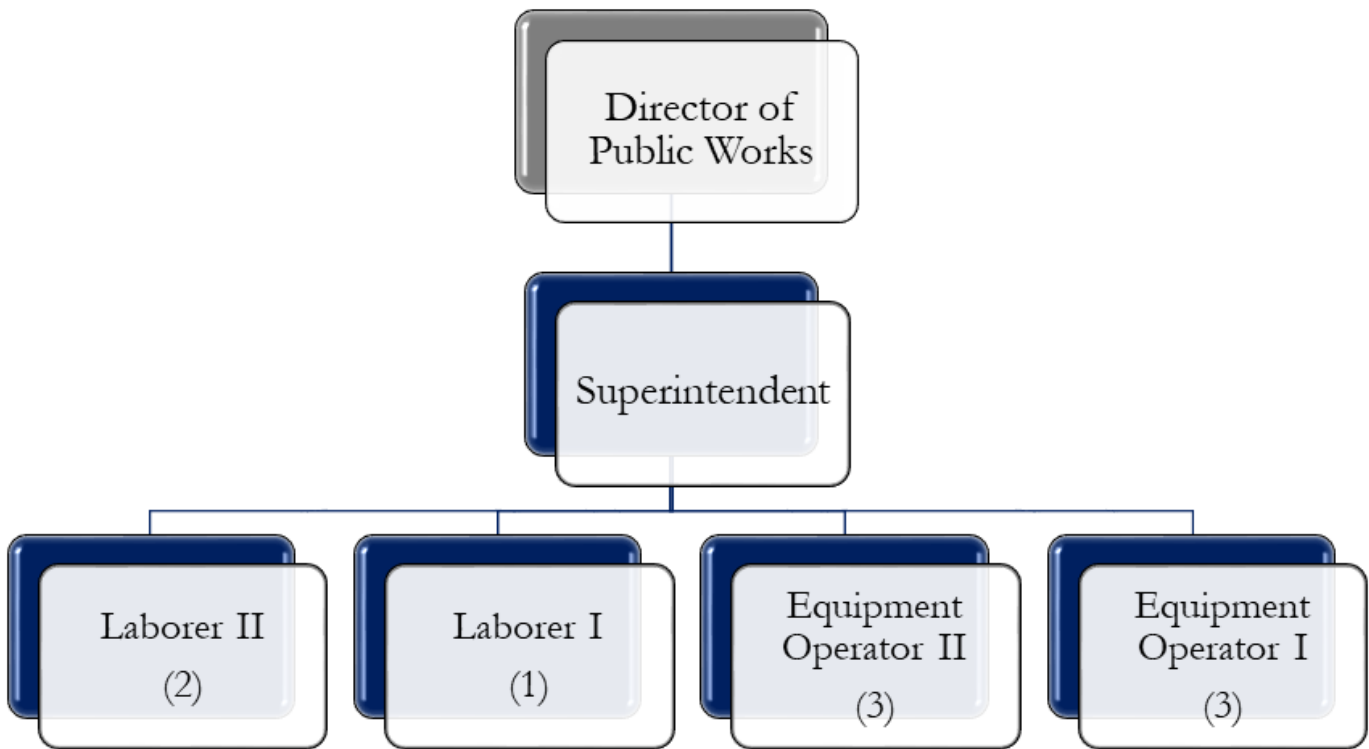 Director of
Public Works
Superintendent
Laborer II
(2)
Laborer I
(1)
Equipment
Operator II
(3)
Equipment
Operator I
(3)